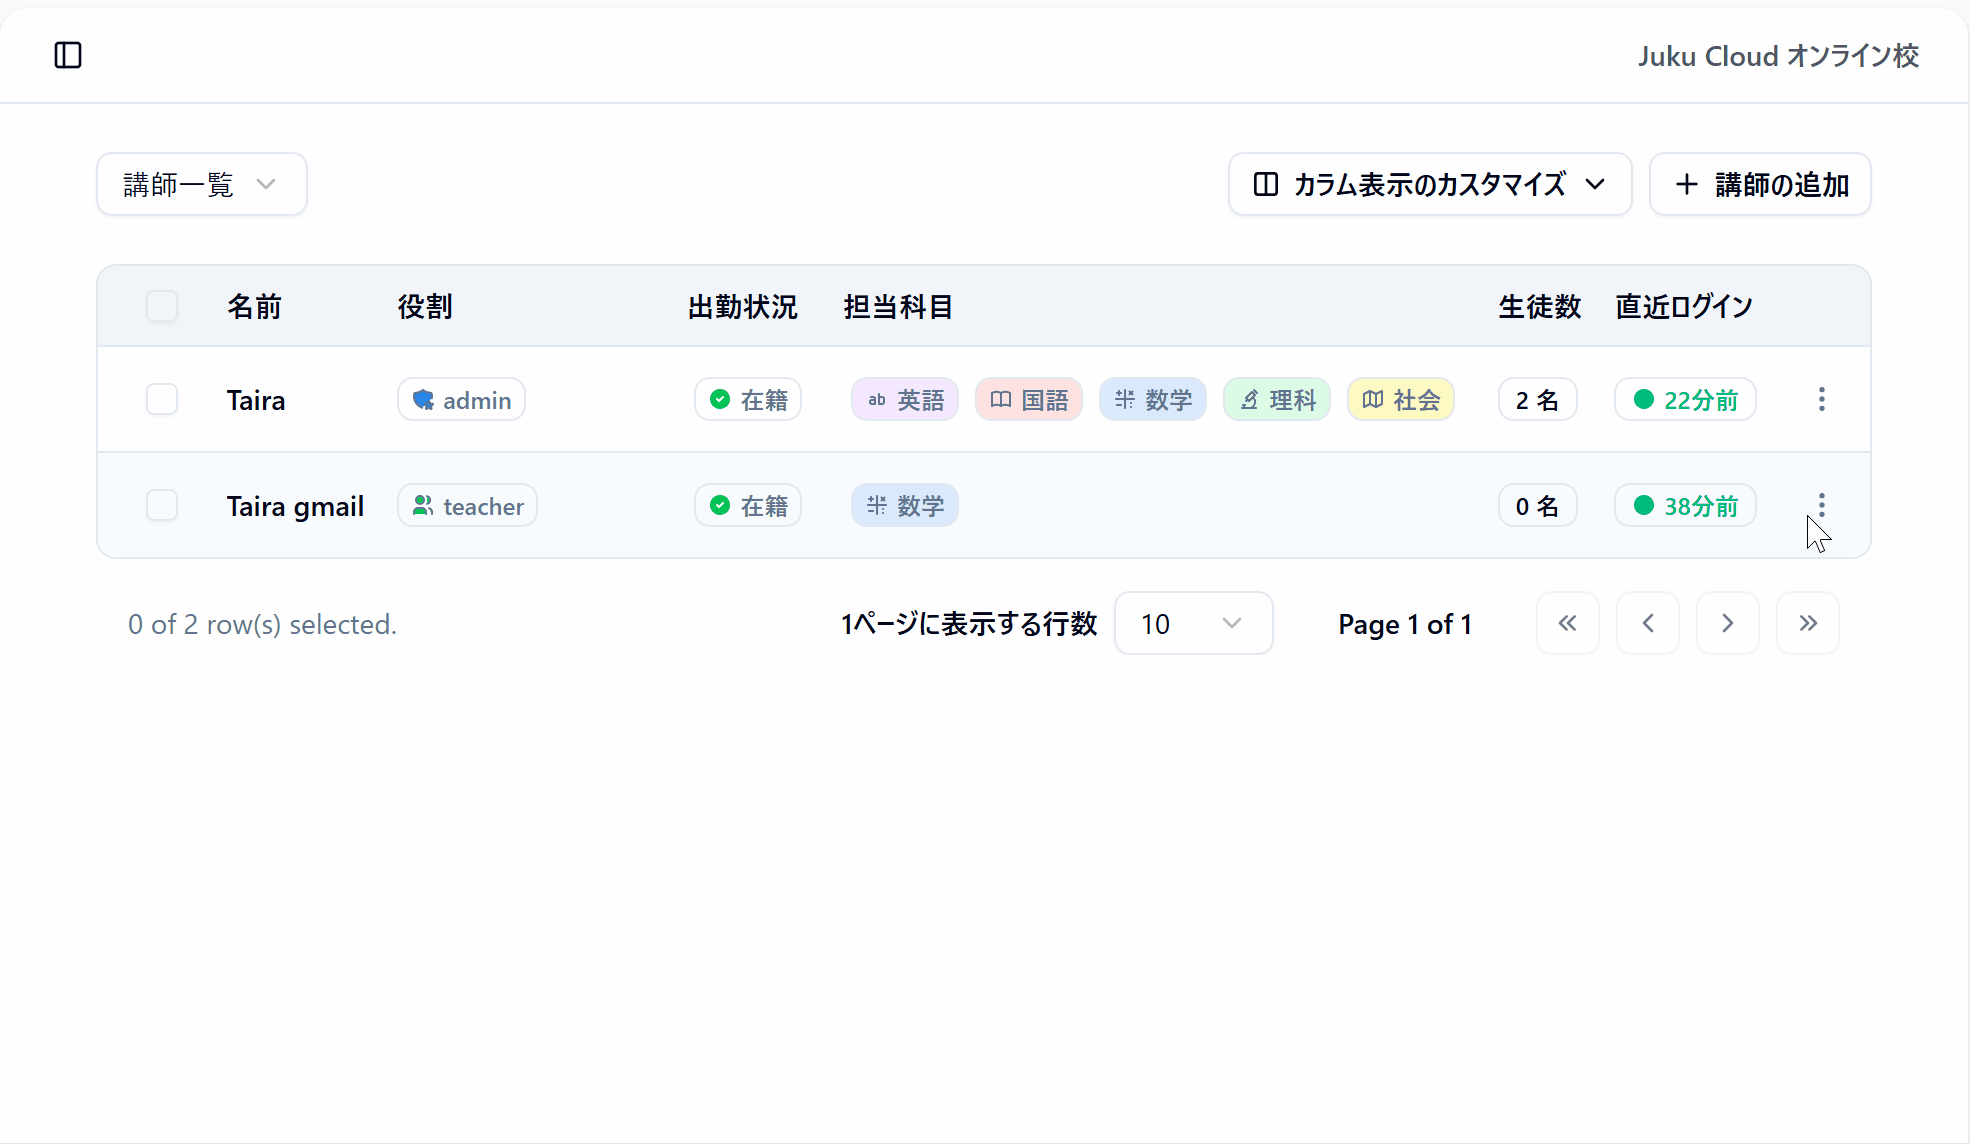 Juku Cloud オンライン校
講師一覧
カラム表示のカスタマイズ
講師の追加
名前 役割 出勤状況 担当科目 生徒数 直近ログイン
Taira admin 在籍 ab 英語 国語 数学 理科 社会 2 名 22分前
Taira gmail teacher 在籍 数学 0 名 38分前
0 of 2 row(s) selected. 1ページに表示する行数 10 Page 1 of 1